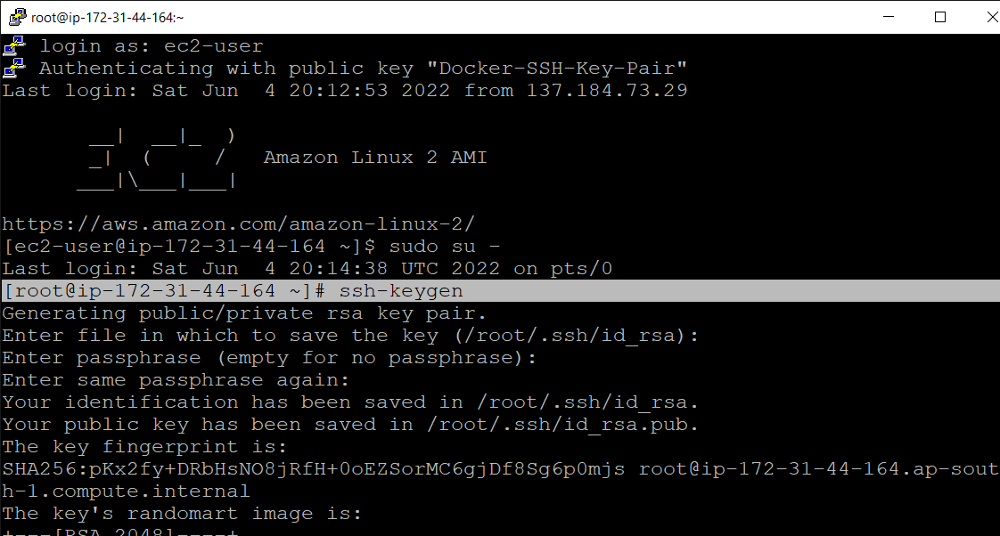 root@ip-172-31-44-164:~
login as: ec2-user
Authenticating with public key "Docker-SSH-Key-Pair"
Last login: Sat Jun  4 20:12:53 2022 from 137.184.73.29
       __|  __|_  )
       _|  (     /   Amazon Linux 2 AMI
      ___|\___|___|
https://aws.amazon.com/amazon-linux-2/
[ec2-user@ip-172-31-44-164 ~]$ sudo su -
Last login: Sat Jun  4 20:14:38 UTC 2022 on pts/0
[root@ip-172-31-44-164 ~]# ssh-keygen
Generating public/private rsa key pair.
Enter file in which to save the key (/root/.ssh/id_rsa):
Enter passphrase (empty for no passphrase):
Enter same passphrase again:
Your identification has been saved in /root/.ssh/id_rsa.
Your public key has been saved in /root/.ssh/id_rsa.pub.
The key fingerprint is:
SHA256:pKx2fy+DRbHsNO8jRfH+0oEZSorMC6gjDf8Sg6p0mjs root@ip-172-31-44-164.ap-sout
h-1.compute.internal
The key's randomart image is:
+---[RSA 2048]----+